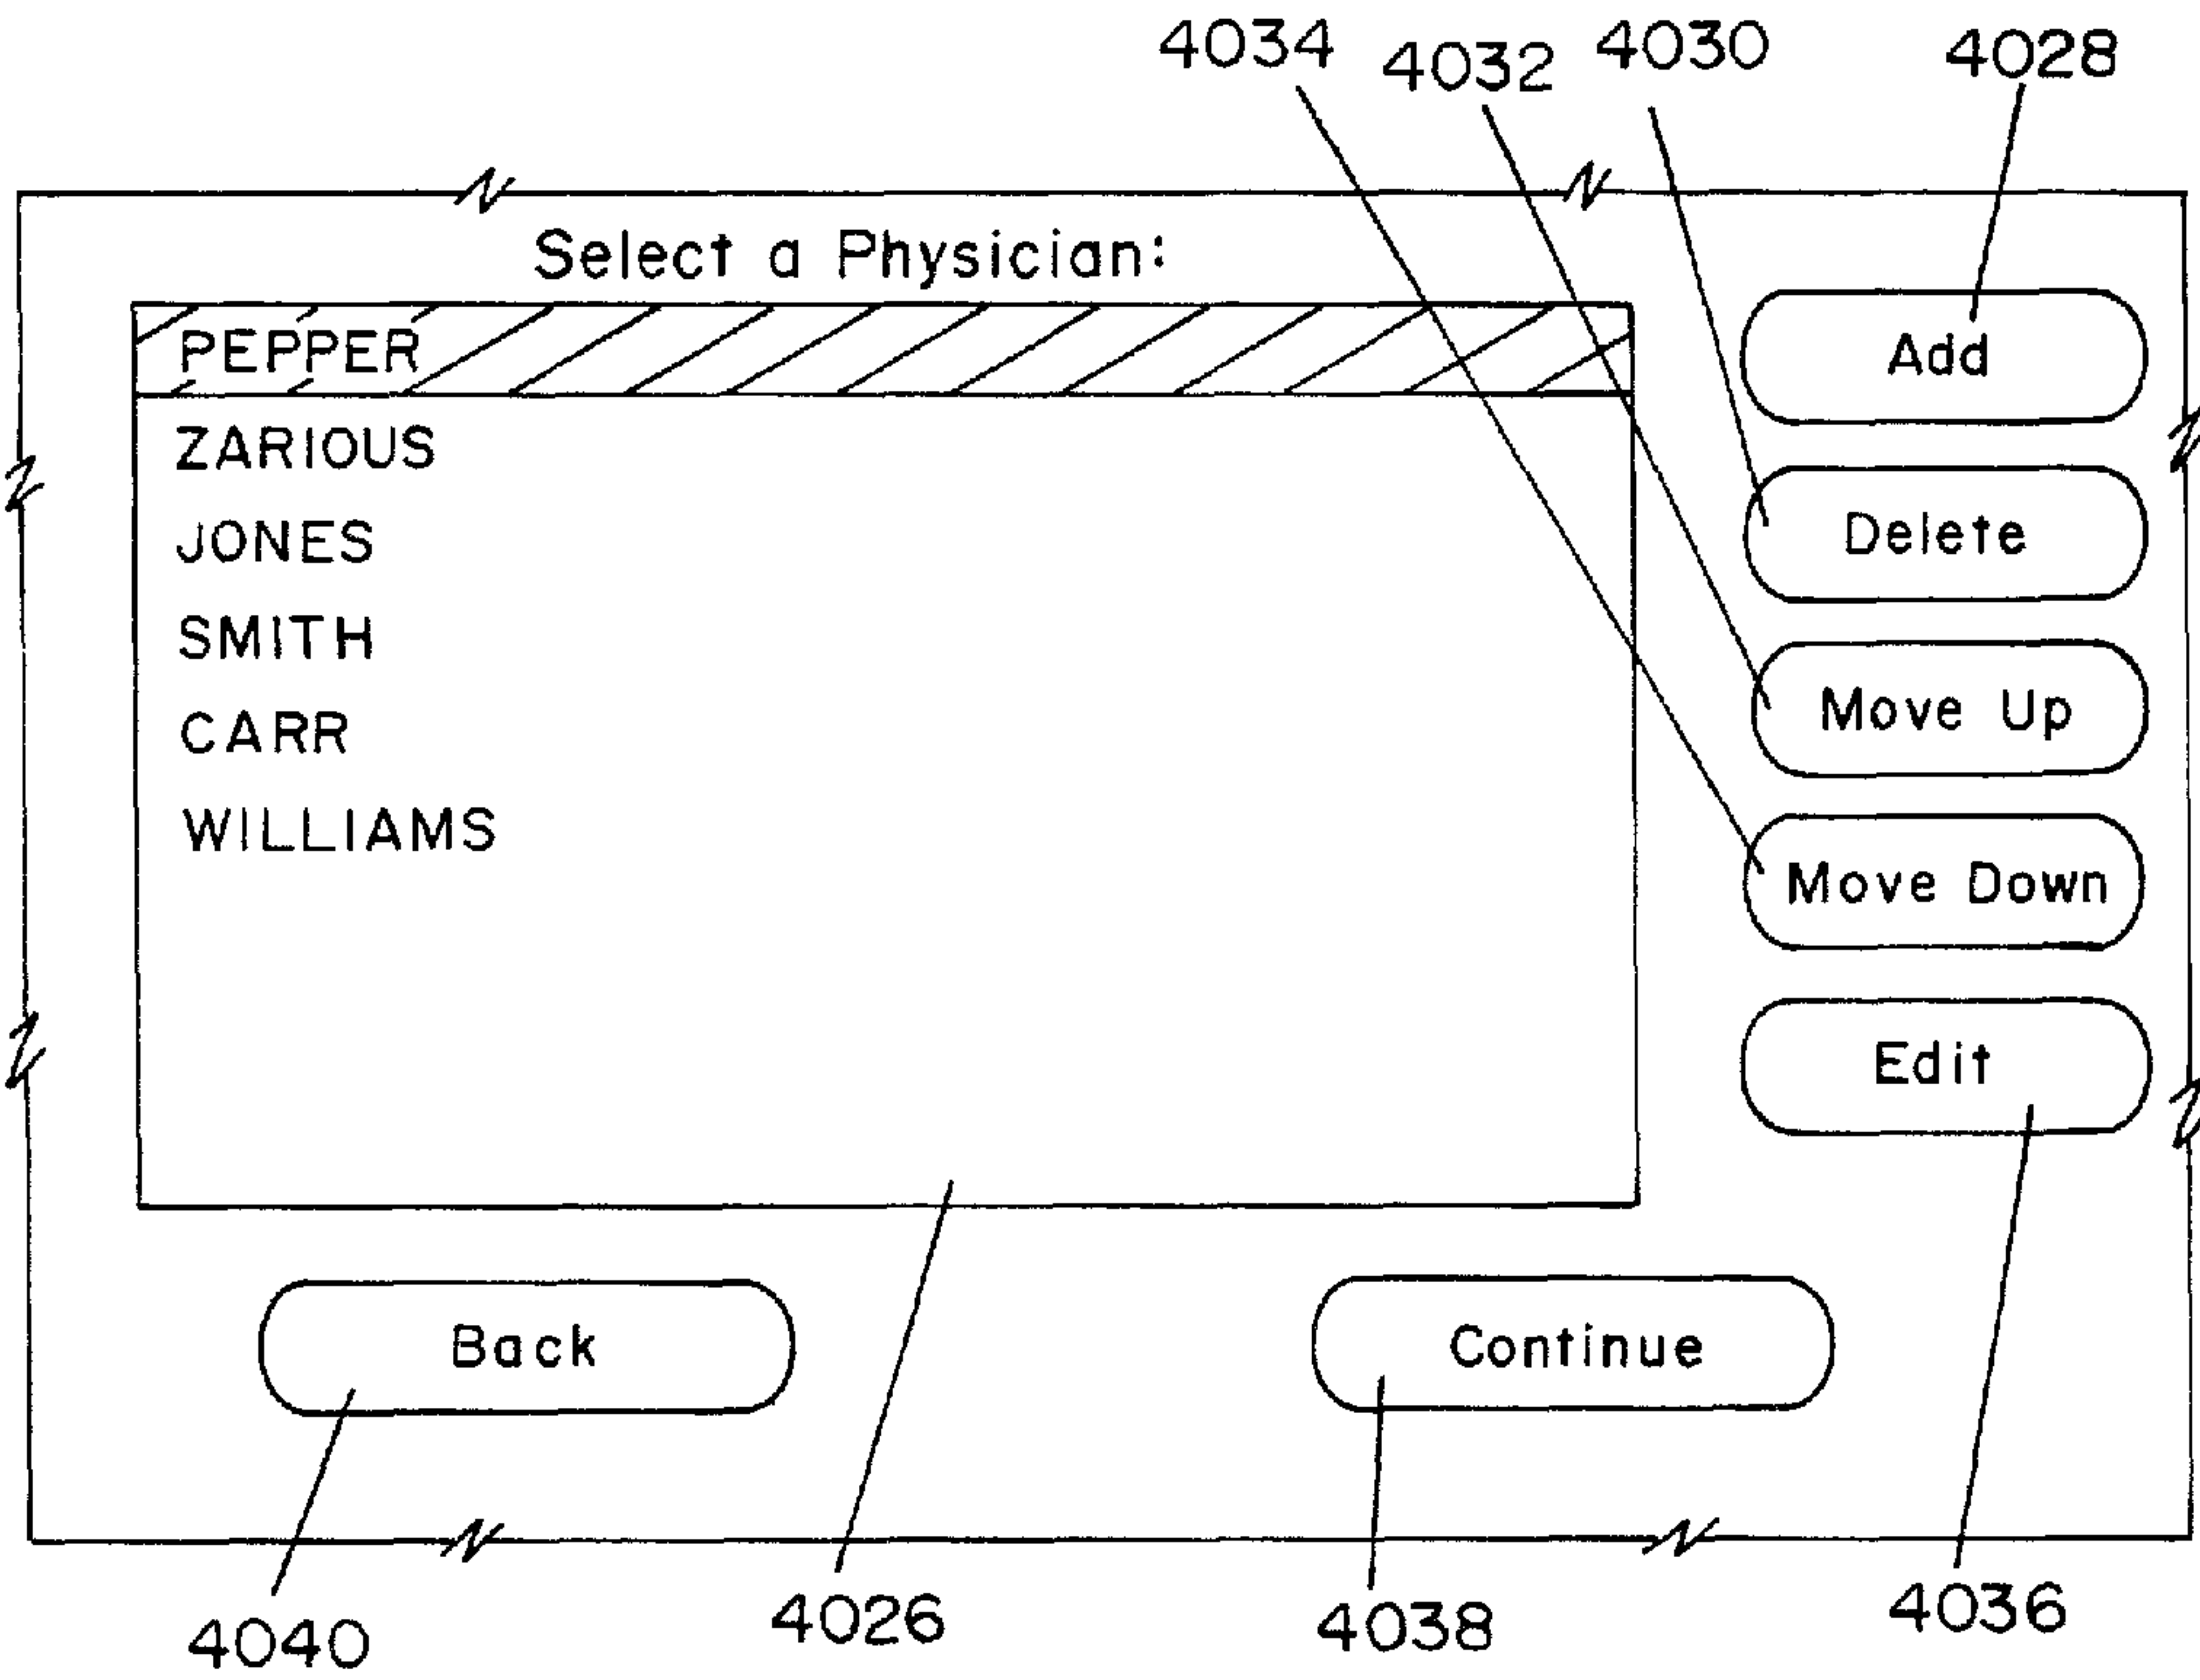 4034 4032 4030 4028
Select a Physician:
PEPPER
ZARIOUS
JONES
SMITH
CARR
WILLIAMS
Add
Delete
Move Up
Move Down
Edit
Back
Continue
4040 4026 4038 4036